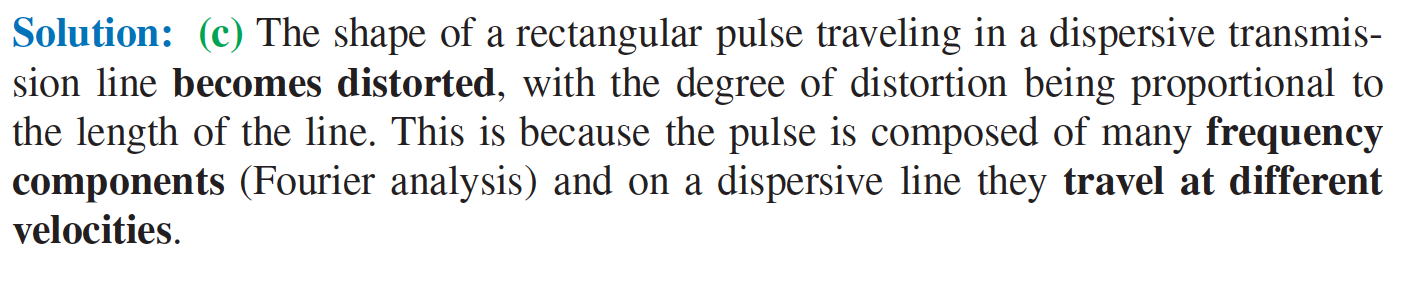 Solution: (c) The shape of a rectangular pulse traveling in a dispersive transmis-
sion line becomes distorted, with the degree of distortion being proportional to
the length of the line. This is because the pulse is composed of many frequency
components (Fourier analysis) and on a dispersive line they travel at different
velocities.